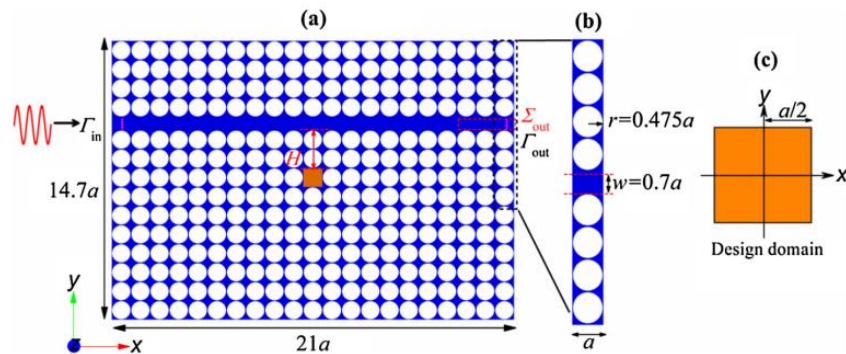 (a)
(b)
(c)
Γin
Σout
Γout
H
14.7a
21a
y
x
z
r=0.475a
w=0.7a
a
y
a/2
x
Design domain